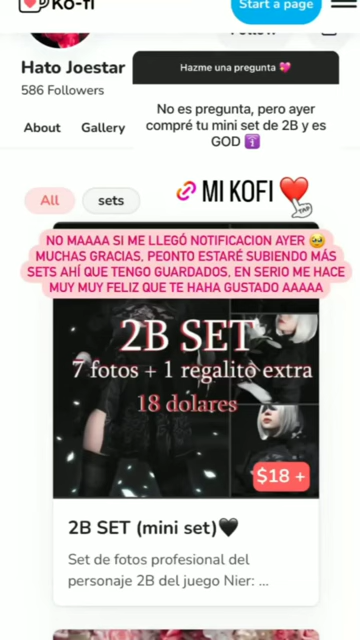 Ko-fi
Start a page
Hato Joestar
586 Followers
About
Gallery
Hazme una pregunta 💖
No es pregunta, pero ayer
compré tu mini set de 2B y es
GOD 🛐
All
sets
MI KOFI ❤️
TAP
NO MAAAA SI ME LLEGÓ NOTIFICACION AYER 🥹
MUCHAS GRACIAS, PEONTO ESTARÉ SUBIENDO MÁS
SETS AHÍ QUE TENGO GUARDADOS, EN SERIO ME HACE
MUY MUY FELIZ QUE TE HAHA GUSTADO AAAAA
2B SET
7 fotos + 1 regalito extra
18 dolares
$18 +
2B SET (mini set)🖤
Set de fotos profesional del
personaje 2B del juego Nier: ...